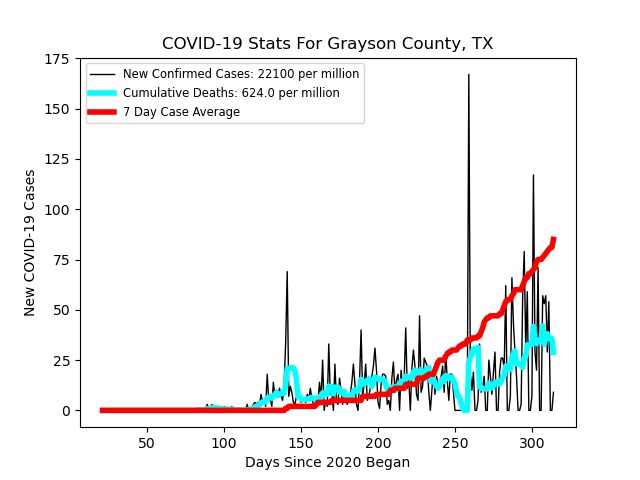 COVID-19 Stats For Grayson County, TX
New Confirmed Cases: 22100 per million
Cumulative Deaths: 624.0 per million
7 Day Case Average
175
150
125
100
75
50
25
0
New COVID-19 Cases
50 100 150 200 250 300
Days Since 2020 Began